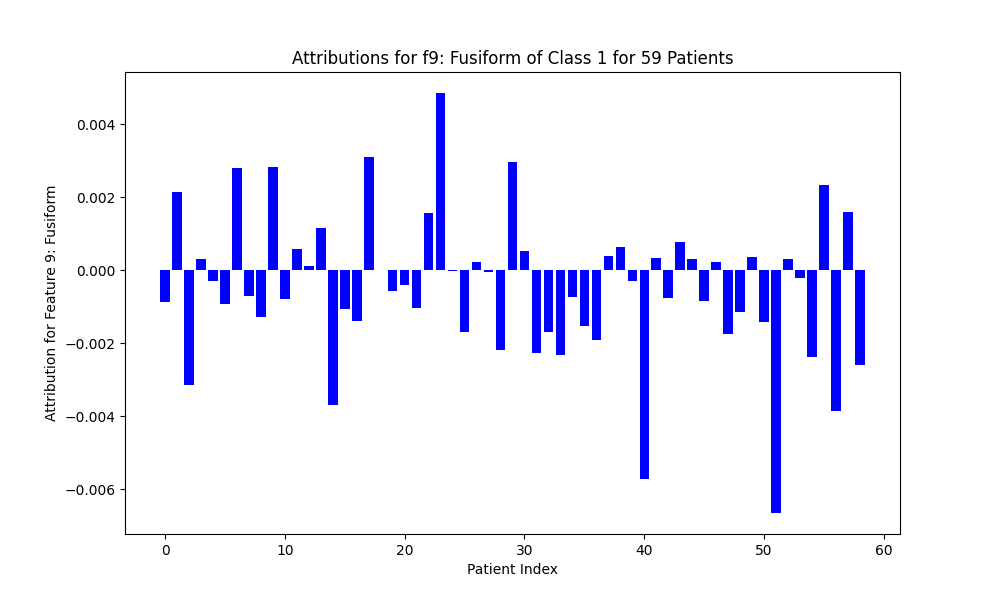 Attributions for f9: Fusiform of Class 1 for 59 Patients
Attribution for Feature 9: Fusiform
0.004
0.002
0.000
−0.002
−0.004
−0.006
0 10 20 30 40 50 60
Patient Index